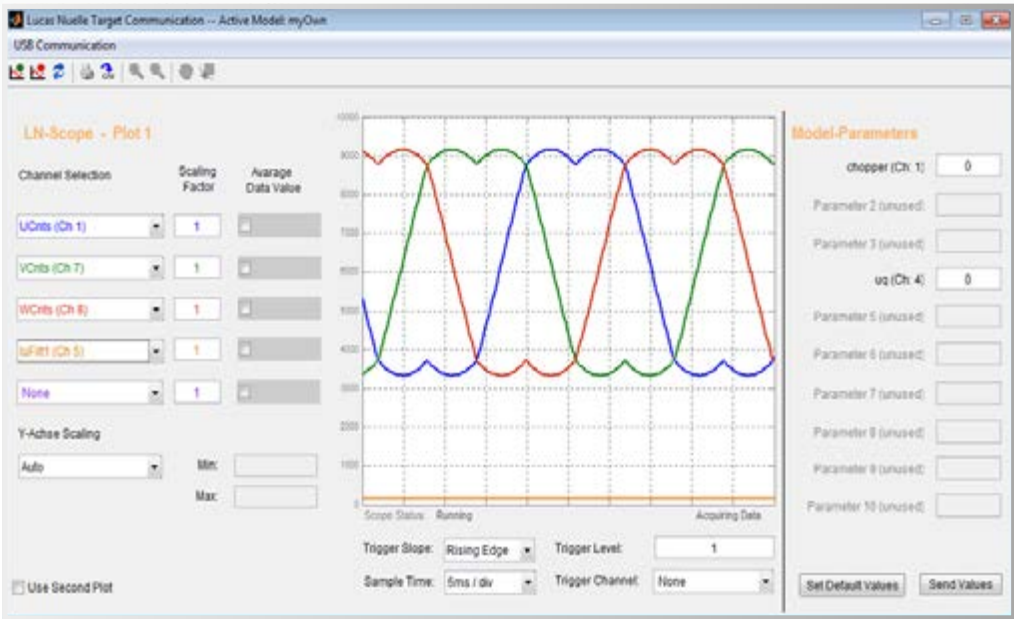 Lucas Nuelle Target Communication -- Active Model: myOwn
USB Communication
LN-Scope - Plot 1
Channel Selection
Scaling Factor
Avarage Data Value
UCnts (Ch 1)
1
VCnts (Ch 7)
1
WCnts (Ch 8)
1
(Ch 5)
1
None
1
Y-Achse Scaling
Auto
Min:
Max:
Use Second Plot
10000
9000
8000
7000
6000
5000
4000
3000
2000
1000
0
Scope Status: Running
Acquiring Data
Trigger Slope: Rising Edge
Trigger Level: 1
Sample Time: 5ms / div
Trigger Channel: None
Model-Parameters
chopper (Ch: 1) 0
Parameter 2 (unused):
Parameter 3 (unused):
uq (Ch: 4) 0
Parameter 5 (unused):
Parameter 6 (unused):
Parameter 7 (unused):
Parameter 8 (unused):
Parameter 9 (unused):
Parameter 10 (unused):
Set Default Values
Send Values